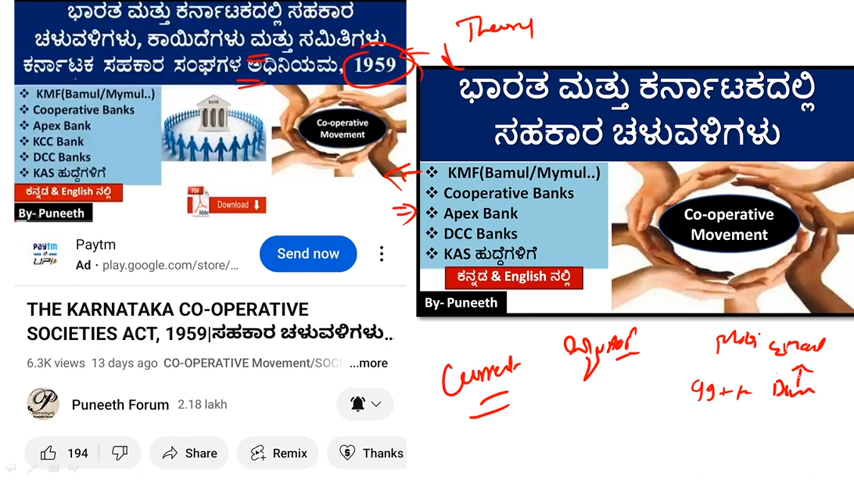 ಭಾರತ ಮತ್ತು ಕರ್ನಾಟಕದಲ್ಲಿ ಸಹಕಾರ
ಚಳುವಳಿಗಳು, ಕಾಯಿದೆಗಳು ಮತ್ತು ಸಮಿತಿಗಳು
ಕರ್ನಾಟಕ ಸಹಕಾರ ಸಂಘಗಳ ಅಧಿನಿಯಮ, 1959
❖ KMF(Bamul/Mymul..)
❖ Cooperative Banks
❖ Apex Bank
❖ KCC Bank
❖ DCC Banks
❖ KAS ಹುದ್ದೆಗಳಿಗೆ
ಕನ್ನಡ & English ನಲ್ಲಿ
By- Puneeth
BANK
Co-operative
Movement
PDF
Download
Paytm
Ad • play.google.com/store/...
Send now
THE KARNATAKA CO-OPERATIVE
SOCIETIES ACT, 1959|ಸಹಕಾರ ಚಳುವಳಿಗಳು...
6.3K views 13 days ago CO-OPERATIVE Movement/SOCI ...more
Puneeth Forum 2.18 lakh
194 Share Remix Thanks
Theory
ಭಾರತ ಮತ್ತು ಕರ್ನಾಟಕದಲ್ಲಿ
ಸಹಕಾರ ಚಳುವಳಿಗಳು
❖ KMF(Bamul/Mymul..)
❖ Cooperative Banks
❖ Apex Bank
❖ DCC Banks
❖ KAS ಹುದ್ದೆಗಳಿಗೆ
ಕನ್ನಡ & English ನಲ್ಲಿ
By- Puneeth
Co-operative
Movement
Current
99++